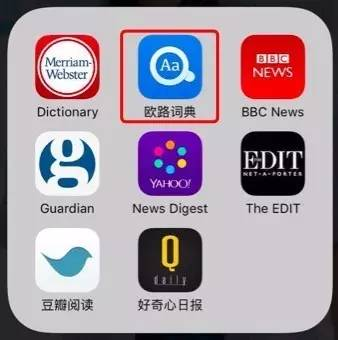 Merriam-
Webster
Dictionary
Aa
欧路词典
BBC
NEWS
BBC News
g
Guardian
YAHOO!
News Digest
THE
EDIT
NET-A-PORTER
The EDIT
豆瓣阅读
Q
daily
好奇心日报